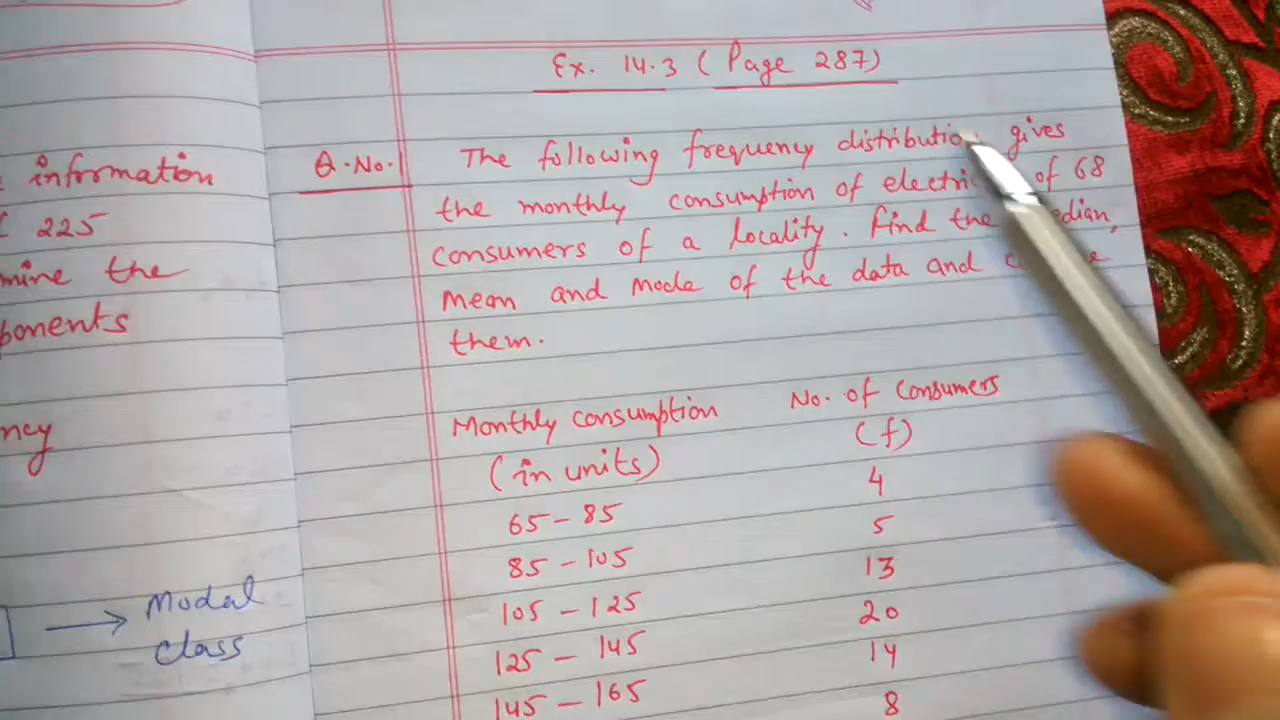 Ex. 14.3 (Page 287)
information
225
mine the
ponents
ncy
Modal
class
Q.No.1 The following frequency distribution gives
the monthly consumption of of 68
consumers of a locality. Find the
mean and mode of the data and
them.
Monthly consumption No. of consumers
(in units) (f)
65-85 4
85-105 5
105-125 13
125-145 20
145-165 14
8